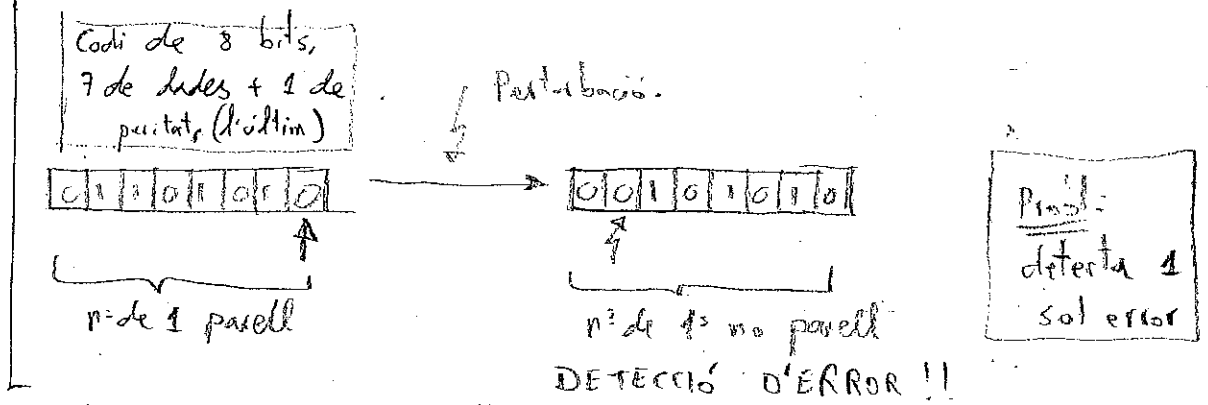 Codi de 8 bits,
7 de dades + 1 de
paritat, (l'últim)
Perturbació.
0 1 1 0 1 0 1 0
0 0 1 0 1 0 1 0
nº de 1 parell
nº de 1s no parell
DETECCIÓ D'ERROR !!
Probl:
detecta 1
sol error